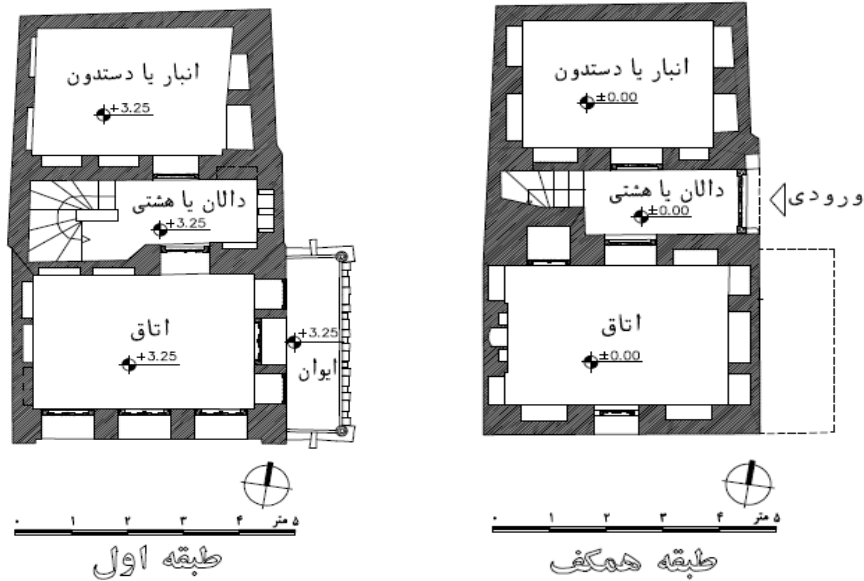 انبار یا دستدون
+3.25
دالان یا هشتی
+3.25
اتاق
+3.25
+3.25
ایوان
۰ ۱ ۲ ۳ ۴ ۵ متر
طبقه اول
انبار یا دستدون
±0.00
دالان یا هشتی
±0.00
ورودی
اتاق
±0.00
۰ ۱ ۲ ۳ ۴ ۵ متر
طبقه همکف